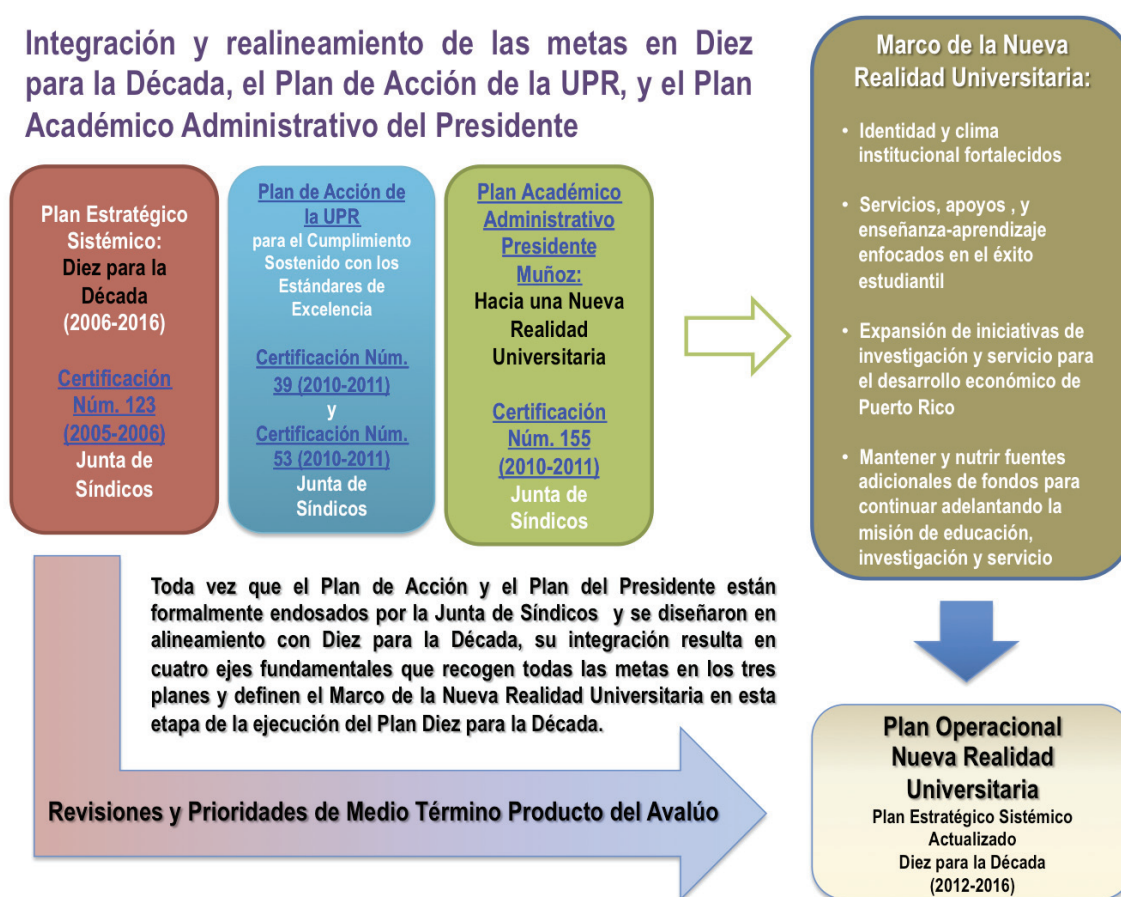 Integración y realineamiento de las metas en Diez
para la Década, el Plan de Acción de la UPR, y el Plan
Académico Administrativo del Presidente
Plan Estratégico
Sistémico:
Diez para la
Década
(2006-2016)
Certificación
Núm. 123
(2005-2006)
Junta de
Síndicos
Plan de Acción de
la UPR
para el Cumplimiento
Sostenido con los
Estándares de
Excelencia
Certificación Núm.
39 (2010-2011)
y
Certificación Núm.
53 (2010-2011)
Junta de
Síndicos
Plan Académico
Administrativo
Presidente
Muñoz:
Hacia una Nueva
Realidad
Universitaria
Certificación
Núm. 155
(2010-2011)
Junta de
Síndicos
Marco de la Nueva
Realidad Universitaria:
• Identidad y clima
institucional fortalecidos
• Servicios, apoyos , y
enseñanza-aprendizaje
enfocados en el éxito
estudiantil
• Expansión de iniciativas de
investigación y servicio para
el desarrollo económico de
Puerto Rico
• Mantener y nutrir fuentes
adicionales de fondos para
continuar adelantando la
misión de educación,
investigación y servicio
Toda vez que el Plan de Acción y el Plan del Presidente están
formalmente endosados por la Junta de Síndicos y se diseñaron en
alineamiento con Diez para la Década, su integración resulta en
cuatro ejes fundamentales que recogen todas las metas en los tres
planes y definen el Marco de la Nueva Realidad Universitaria en esta
etapa de la ejecución del Plan Diez para la Década.
Revisiones y Prioridades de Medio Término Producto del Avalúo
Plan Operacional
Nueva Realidad
Universitaria
Plan Estratégico Sistémico
Actualizado
Diez para la Década
(2012-2016)